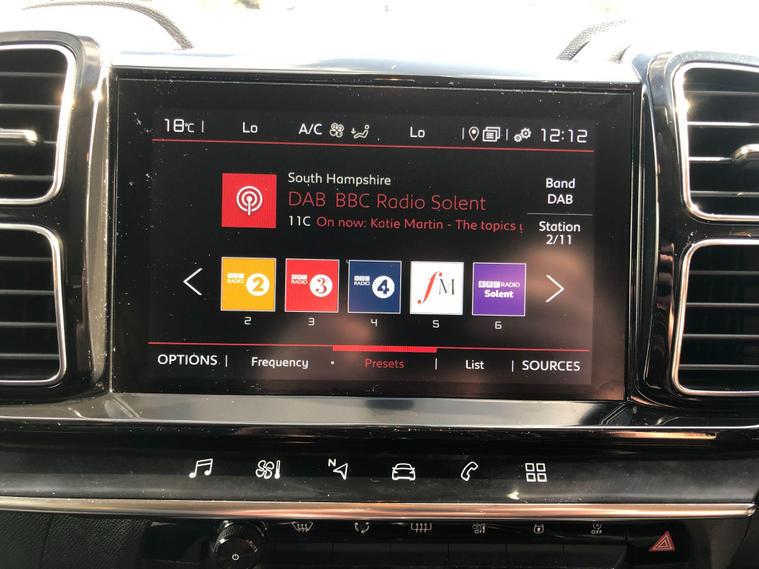 18°C Lo A/C Lo 12:12
South Hampshire
DAB BBC Radio Solent
11C On now: Katie Martin - The topics y
Band
DAB
Station
2/11
BBC RADIO 2
BBC RADIO 3
BBC RADIO 4
fM
BBC RADIO Solent
2 3 4 5 6
OPTIONS Frequency Presets List SOURCES
N
OFF
OFF